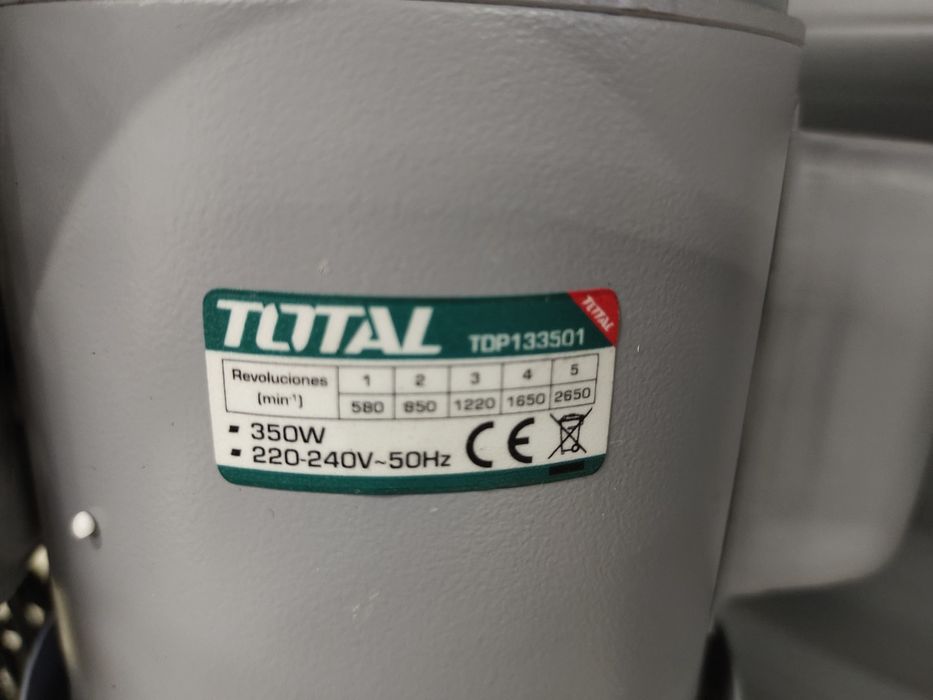 TOTAL
TOTAL
TDP133501
Revoluciones 1 2 3 4 5
(min⁻¹) 580 850 1220 1650 2650
▪ 350W
▪ 220-240V~50Hz CE